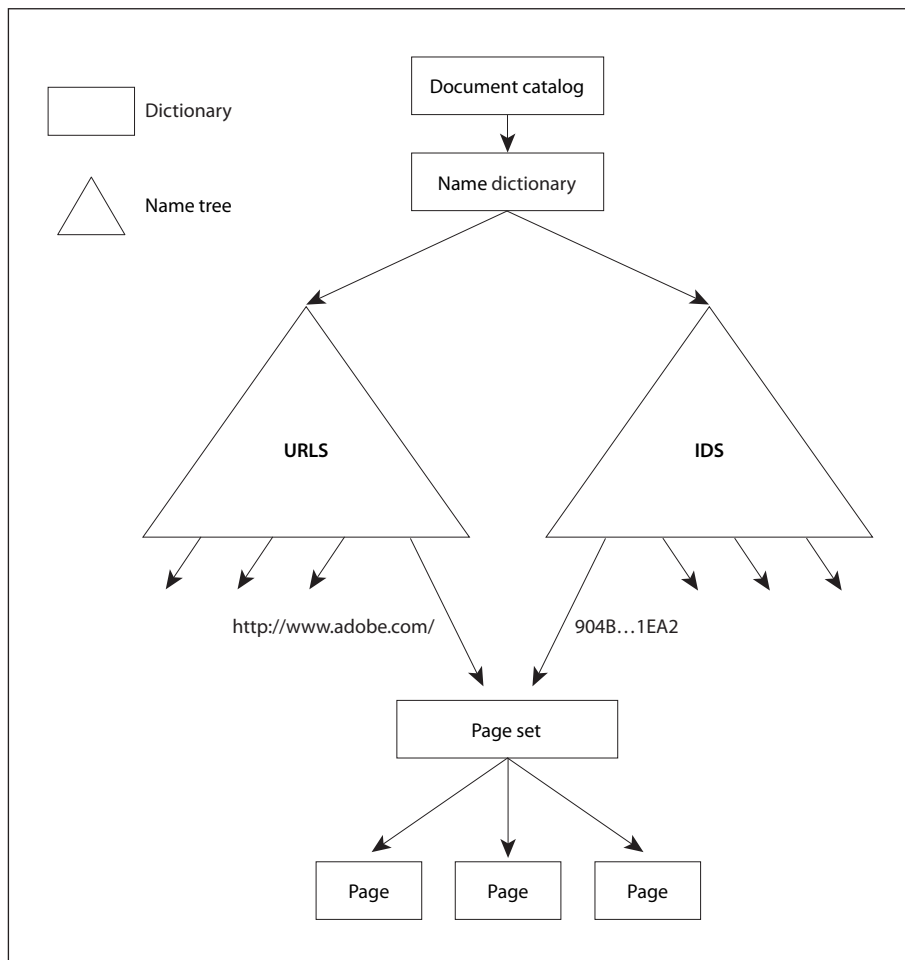 Document catalog
Dictionary
Name dictionary
Name tree
URLS
IDS
http://www.adobe.com/
904B…1EA2
Page set
Page
Page
Page